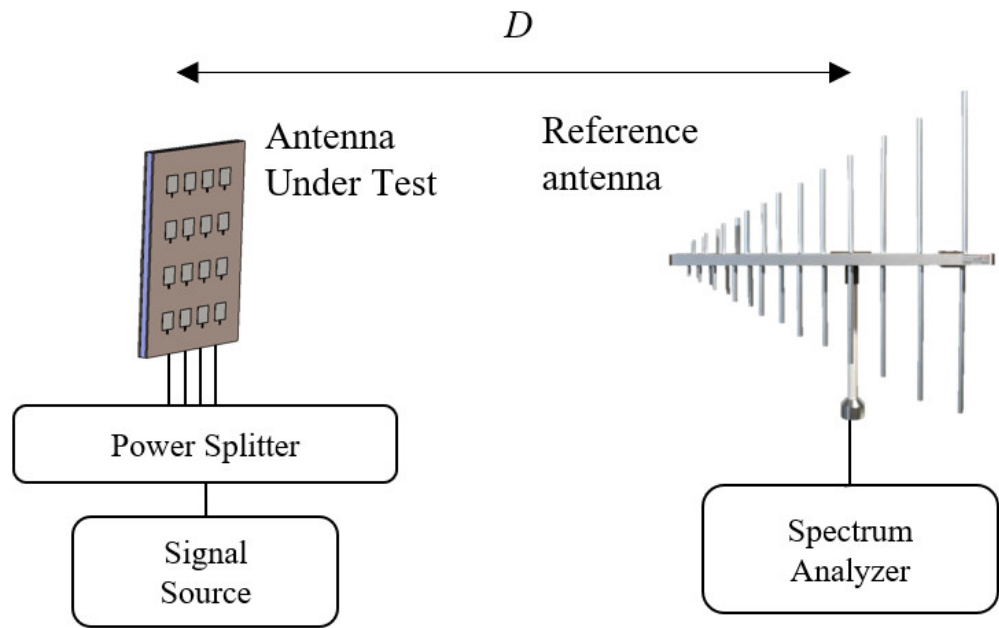 D
Antenna
Under Test
Reference
antenna
Power Splitter
Signal
Source
Spectrum
Analyzer